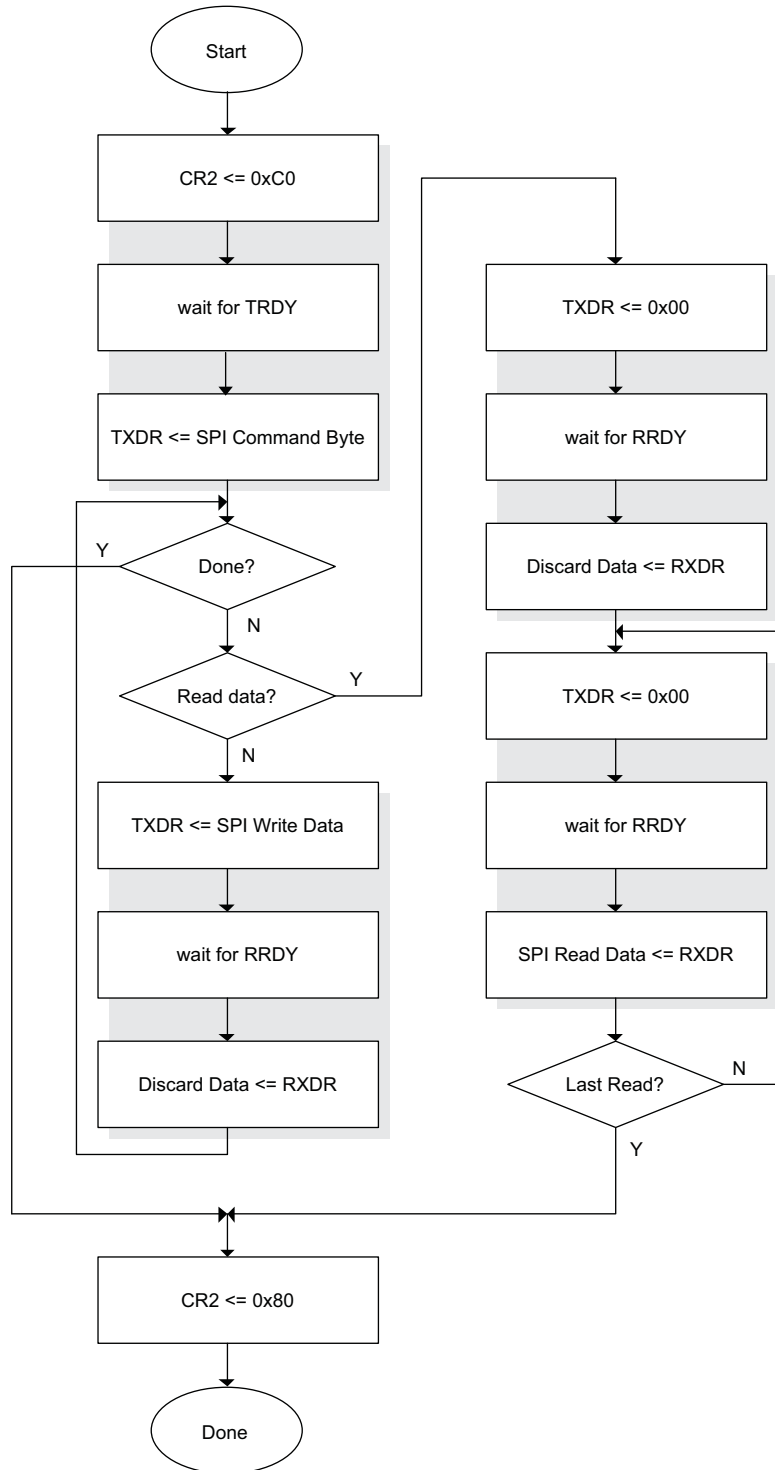 Start
CR2 <= 0xC0
wait for TRDY
TXDR <= SPI Command Byte
Y
Done?
N
Read data?
Y
N
TXDR <= SPI Write Data
wait for RRDY
Discard Data <= RXDR
TXDR <= 0x00
wait for RRDY
Discard Data <= RXDR
TXDR <= 0x00
wait for RRDY
SPI Read Data <= RXDR
Last Read?
N
Y
CR2 <= 0x80
Done